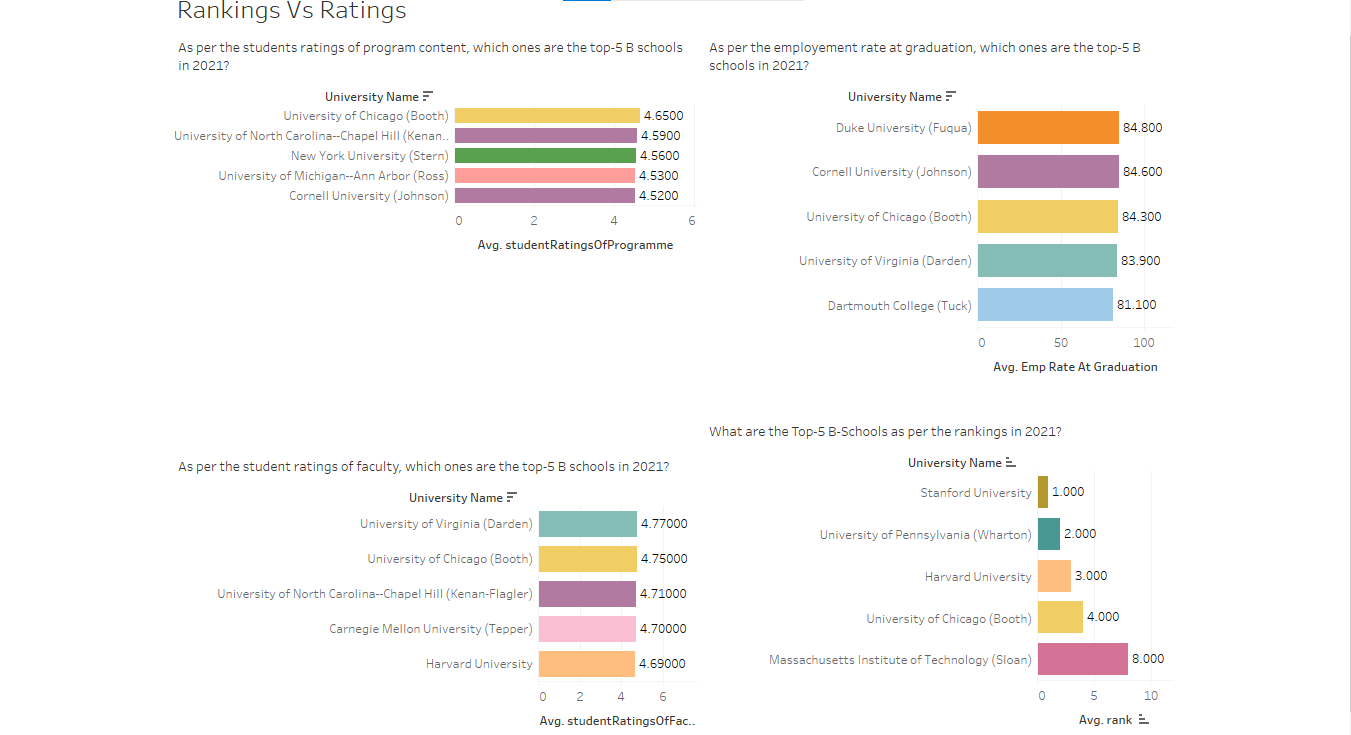 Rankings Vs Ratings
As per the students ratings of program content, which ones are the top-5 B schools
in 2021?
University Name
University of Chicago (Booth) 4.6500
University of North Carolina--Chapel Hill (Kenan.. 4.5900
New York University (Stern) 4.5600
University of Michigan--Ann Arbor (Ross) 4.5300
Cornell University (Johnson) 4.5200
0 2 4 6
Avg. studentRatingsOfProgramme
As per the employement rate at graduation, which ones are the top-5 B
schools in 2021?
University Name
Duke University (Fuqua) 84.800
Cornell University (Johnson) 84.600
University of Chicago (Booth) 84.300
University of Virginia (Darden) 83.900
Dartmouth College (Tuck) 81.100
0 50 100
Avg. Emp Rate At Graduation
As per the student ratings of faculty, which ones are the top-5 B schools in 2021?
University Name
University of Virginia (Darden) 4.77000
University of Chicago (Booth) 4.75000
University of North Carolina--Chapel Hill (Kenan-Flagler) 4.71000
Carnegie Mellon University (Tepper) 4.70000
Harvard University 4.69000
0 2 4 6
Avg. studentRatingsOfFac..
What are the Top-5 B-Schools as per the rankings in 2021?
University Name
Stanford University 1.000
University of Pennsylvania (Wharton) 2.000
Harvard University 3.000
University of Chicago (Booth) 4.000
Massachusetts Institute of Technology (Sloan) 8.000
0 5 10
Avg. rank